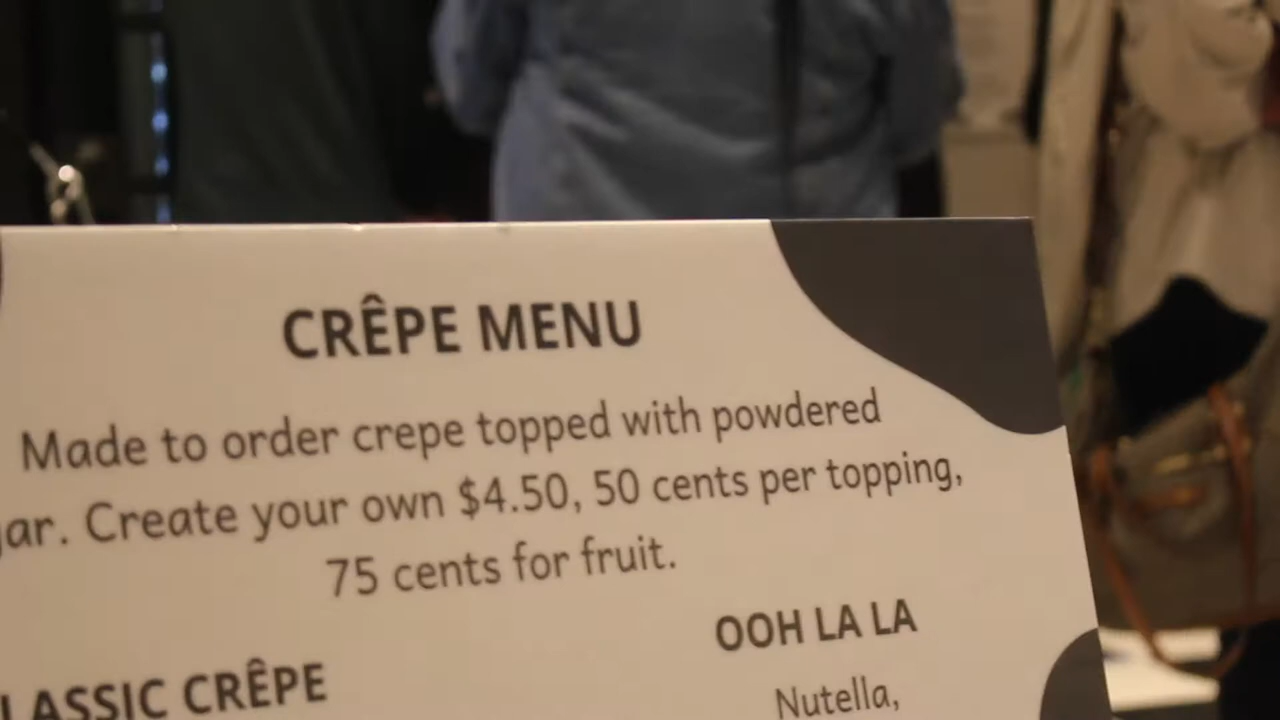 CRÊPE MENU
Made to order crepe topped with powdered
gar. Create your own $4.50, 50 cents per topping,
75 cents for fruit.
OOH LA LA
LASSIC CRÊPE
Nutella,